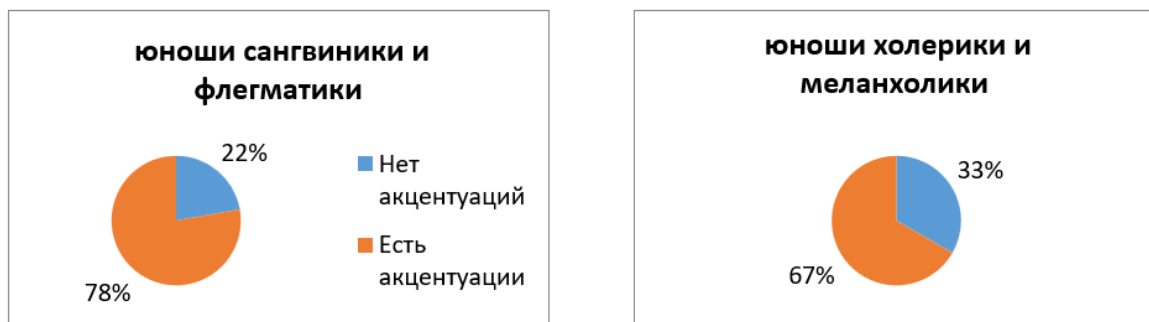 юноши сангвиники и
флегматики
22%
78%
Нет
акцентуаций
Есть
акцентуации
юноши холерики и
меланхолики
33%
67%